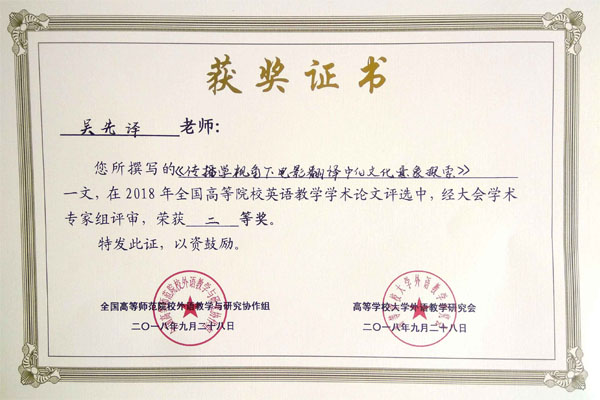 获奖证书
吴先泽 老师:
您所撰写的《传播学视角下电影翻译中的文化意象探索》
一文,在2018年全国高等院校英语教学学术论文评选中,经大会学术
专家组评审,荣获 二 等奖。
特发此证,以资鼓励。
全国高等师范院校外语教学与研究协作组
二〇一八年九月二十八日
高等学校大学外语教学研究会
二〇一八年九月二十八日